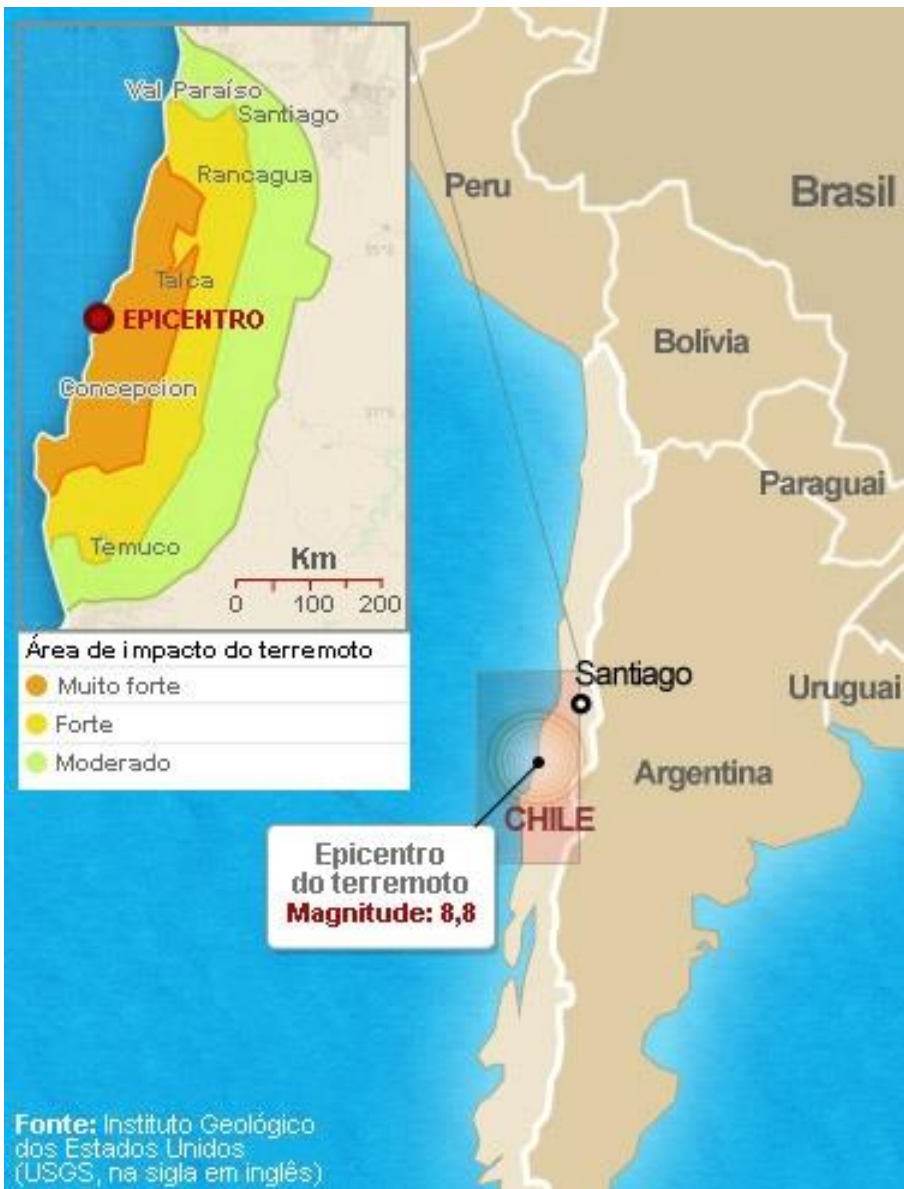 Val Paraíso
Santiago
Rancagua
Talca
EPICENTRO
Concepcion
Temuco
Km
0 100 200
Área de impacto do terremoto
Muito forte
Forte
Moderado
Peru
Brasil
Bolívia
Paraguai
Santiago
Uruguai
Argentina
CHILE
Epicentro
do terremoto
Magnitude: 8,8
Fonte: Instituto Geológico
dos Estados Unidos
(USGS, na sigla em inglês)